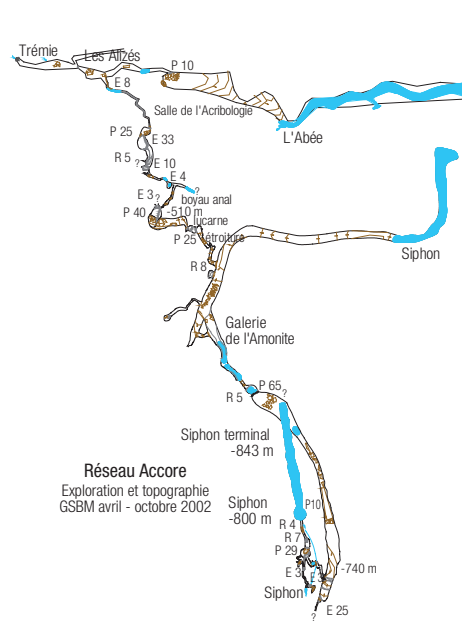 Trémie
Les Alizés
P 10
E 8
Salle de l'Acribologie
L'Abée
P 25
E 33
R 5
?
E 10
E 4
?
boyau anal
E 3
?
P 40
-510 m
lucarne
P 25
étroiture
Siphon
R 8
Galerie
de l'Amonite
P 65
?
R 5
Siphon terminal
-843 m
Réseau Accore
Exploration et topographie
GSBM avril - octobre 2002
Siphon
-800 m
P10
R 4
R 7
P 29
E 3
E 3
-740 m
Siphon
E 25
?